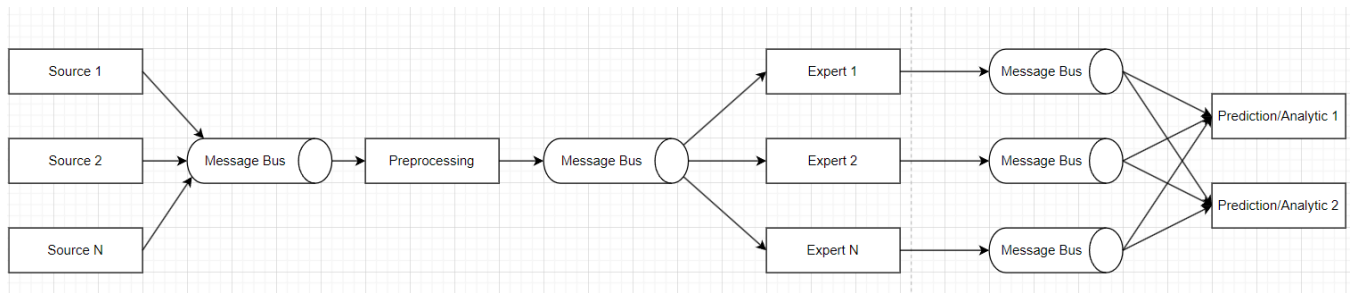 Source 1
Source 2
Source N
Message Bus
Preprocessing
Message Bus
Expert 1
Expert 2
Expert N
Message Bus
Message Bus
Message Bus
Prediction/Analytic 1
Prediction/Analytic 2